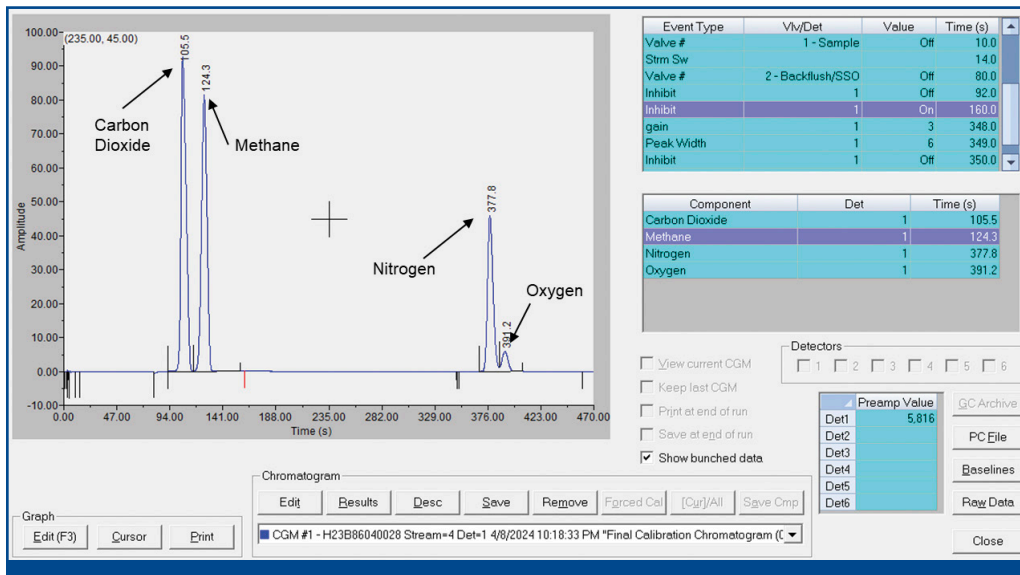 (235.00, 45.00)
100.00
90.00
80.00
70.00
60.00
50.00
40.00
30.00
20.00
10.00
0.00
-10.00
Amplitude
0.00 47.00 94.00 141.00 188.00 235.00 282.00 329.00 376.00 423.00 470.00
Time (s)
105.5
124.3
377.8
391.2
Carbon
Dioxide
Methane
Nitrogen
Oxygen
Event Type Vlv/Det Value Time (s)
Valve # 1 - Sample Off 10.0
Strm Sw 14.0
Valve # 2 - Backflush/SSO Off 80.0
Inhibit 1 Off 92.0
Inhibit 1 On 160.0
gain 1 3 348.0
Peak Width 1 6 349.0
Inhibit 1 Off 350.0
Component Det Time (s)
Carbon Dioxide 1 105.5
Methane 1 124.3
Nitrogen 1 377.8
Oxygen 1 391.2
View current CGM
Keep last CGM
Print at end of run
Save at end of run
Show bunched data
Detectors
1 2 3 4 5 6
Preamp Value
Det1 5,816
Det2
Det3
Det4
Det5
Det6
GC Archive
PC File
Baselines
Raw Data
Close
Chromatogram
Edit Results Desc Save Remove Forced Cal [Cur]/All Save Cmp
CGM #1 - H23B86040028 Stream=4 Det=1 4/8/2024 10:18:33 PM "Final Calibration Chromatogram (
Graph
Edit (F3) Cursor Print